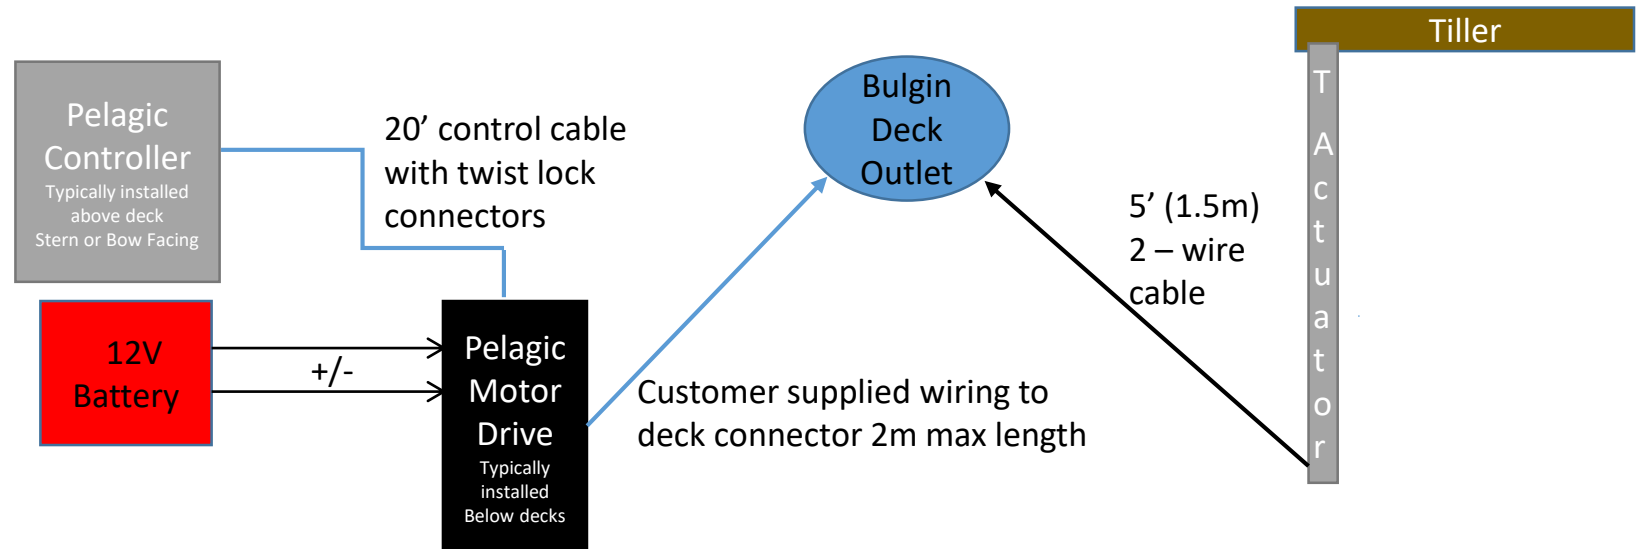 Pelagic
Controller
Typically installed
above deck
Stern or Bow Facing
20’ control cable
with twist lock
connectors
Bulgin
Deck
Outlet
Tiller
T
A
c
t
u
a
t
o
r
5’ (1.5m)
2 – wire
cable
12V
Battery
+/-
Pelagic
Motor
Drive
Typically
installed
Below decks
Customer supplied wiring to
deck connector 2m max length